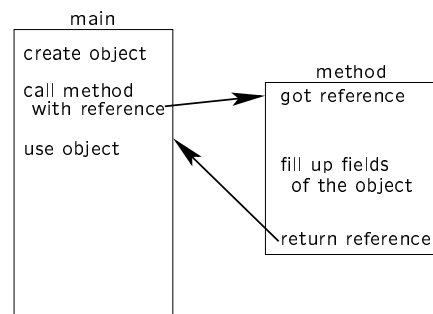 main
create object
call method
with reference
use object
method
got reference
fill up fields
of the object
return reference